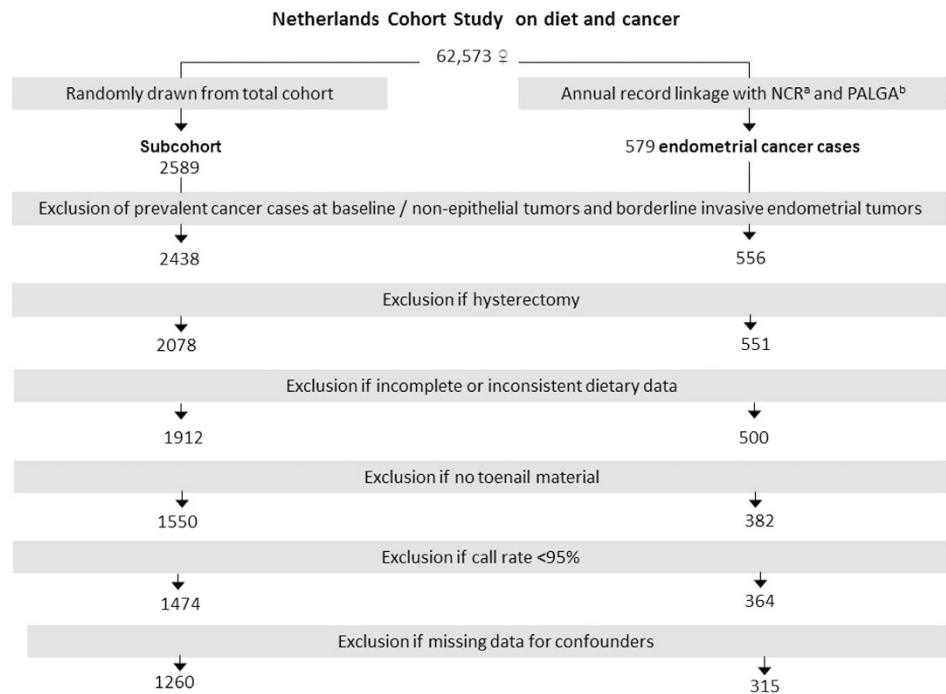 Netherlands Cohort Study on diet and cancer
62,573 ♀
Randomly drawn from total cohort
Annual record linkage with NCRᵃ and PALGAᵇ
Subcohort
2589
579 endometrial cancer cases
Exclusion of prevalent cancer cases at baseline / non-epithelial tumors and borderline invasive endometrial tumors
2438
556
Exclusion if hysterectomy
2078
551
Exclusion if incomplete or inconsistent dietary data
1912
500
Exclusion if no toenail material
1550
382
Exclusion if call rate <95%
1474
364
Exclusion if missing data for confounders
1260
315